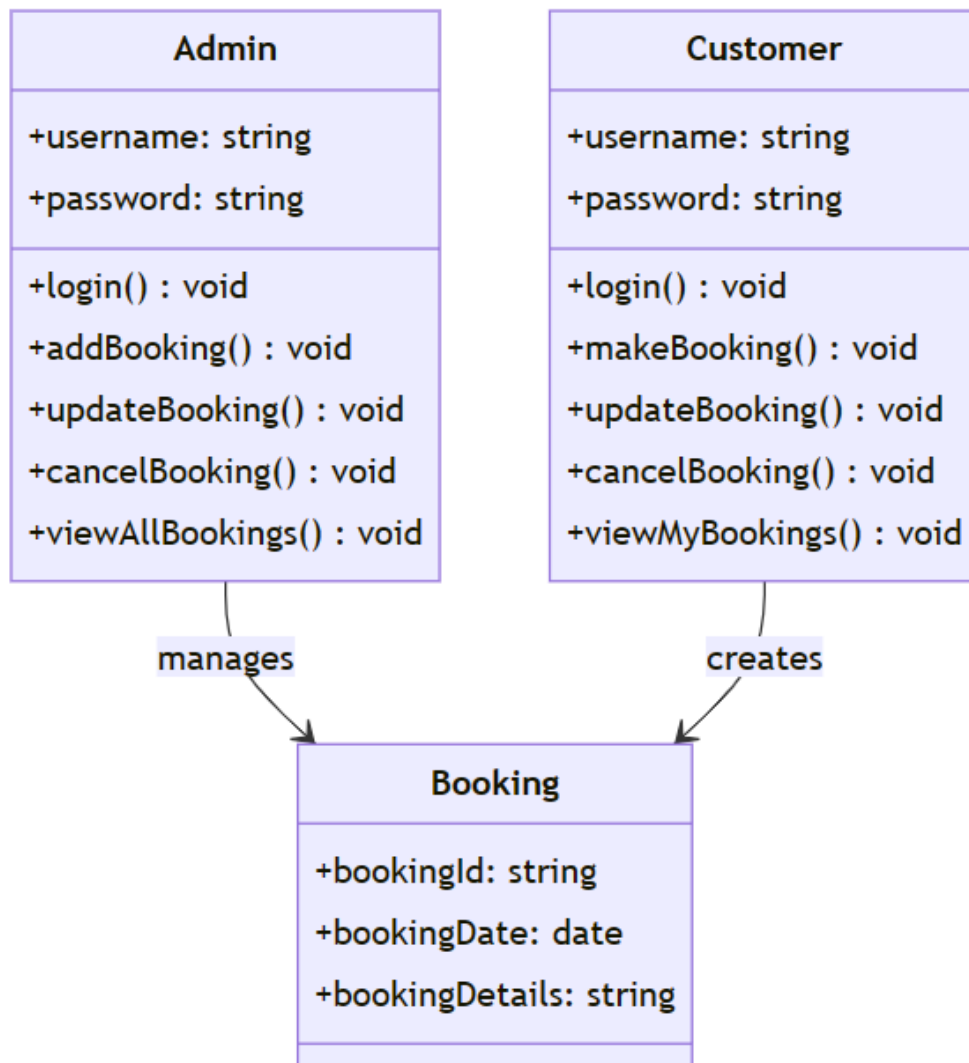 Admin
+username: string
+password: string
+login() : void
+addBooking() : void
+updateBooking() : void
+cancelBooking() : void
+viewAllBookings() : void
Customer
+username: string
+password: string
+login() : void
+makeBooking() : void
+updateBooking() : void
+cancelBooking() : void
+viewMyBookings() : void
manages
creates
Booking
+bookingId: string
+bookingDate: date
+bookingDetails: string